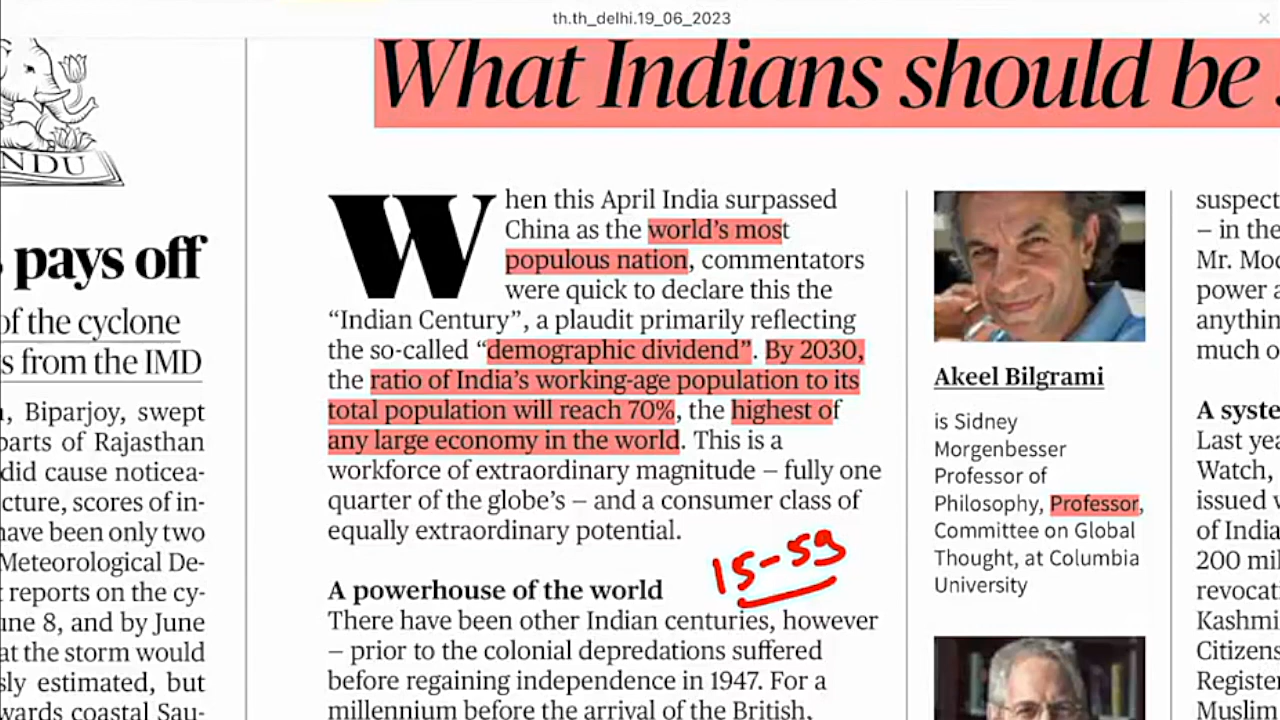 th.th_delhi.19_06_2023
What Indians should be
NDU
pays off
of the cyclone
s from the IMD
, Biparjoy, swept
parts of Rajasthan
did cause noticea-
cture, scores of in-
have been only two
Meteorological De-
reports on the cy-
une 8, and by June
at the storm would
sly estimated, but
wards coastal Sau-
When this April India surpassed
China as the world's most
populous nation, commentators
were quick to declare this the
“Indian Century”, a plaudit primarily reflecting
the so-called “demographic dividend”. By 2030,
the ratio of India's working-age population to its
total population will reach 70%, the highest of
any large economy in the world. This is a
workforce of extraordinary magnitude – fully one
quarter of the globe's – and a consumer class of
equally extraordinary potential.
15-59
A powerhouse of the world
There have been other Indian centuries, however
– prior to the colonial depredations suffered
before regaining independence in 1947. For a
millennium before the arrival of the British,
Akeel Bilgrami
is Sidney
Morgenbesser
Professor of
Philosophy, Professor,
Committee on Global
Thought, at Columbia
University
suspect
– in the
Mr. Mod
power a
anythin
much o
A syste
Last yea
Watch,
issued v
of India
200 mil
revocati
Kashmi
Citizens
Register
Muslim